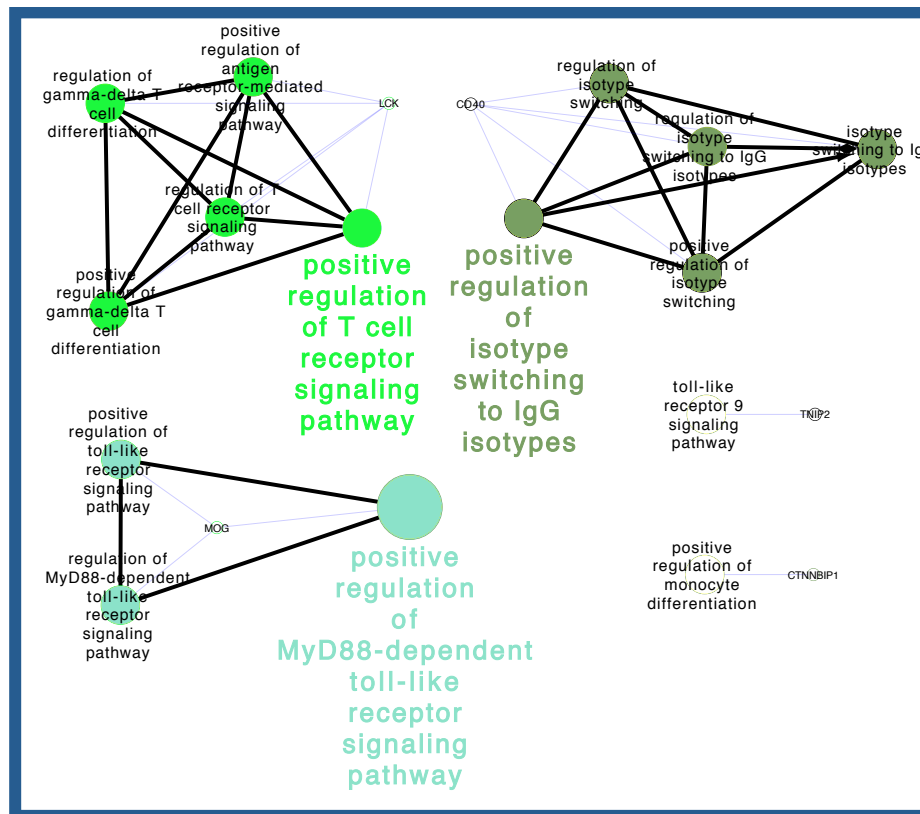 positive
regulation of
antigen
receptor-mediated
signaling
pathway
regulation of
gamma-delta T
cell
differentiation
LCK
regulation of T
cell receptor
signaling
pathway
positive
regulation of
gamma-delta T
cell
differentiation
positive
regulation
of T cell
receptor
signaling
pathway
CD40
regulation of
isotype
switching
regulation of
isotype
switching to IgG
isotypes
isotype
switching to Ig
isotypes
positive
regulation of
isotype
switching
positive
regulation
of
isotype
switching
to IgG
isotypes
toll-like
receptor 9
signaling
pathway
TNIP2
positive
regulation of
toll-like
receptor
signaling
pathway
MOG
regulation of
MyD88-dependent
toll-like
receptor
signaling
pathway
positive
regulation
of
MyD88-dependent
toll-like
receptor
signaling
pathway
positive
regulation of
monocyte
differentiation
CTNNBIP1